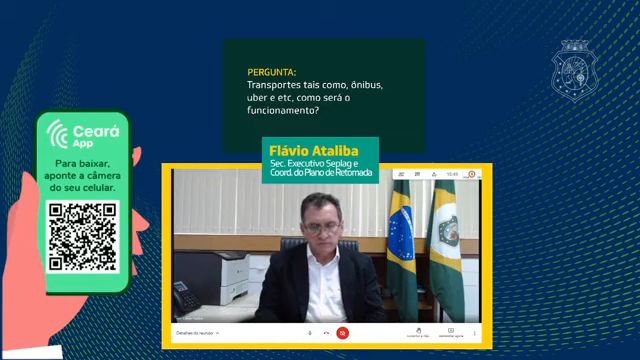 PERGUNTA:
Transportes tais como, ônibus,
uber e etc, como será o
funcionamento?
Flávio Ataliba
Sec. Executivo Seplag e
Coord. do Plano de Retomada
Ceará
App
Para baixar,
aponte a câmera
do seu celular.
Detalhes da reunião